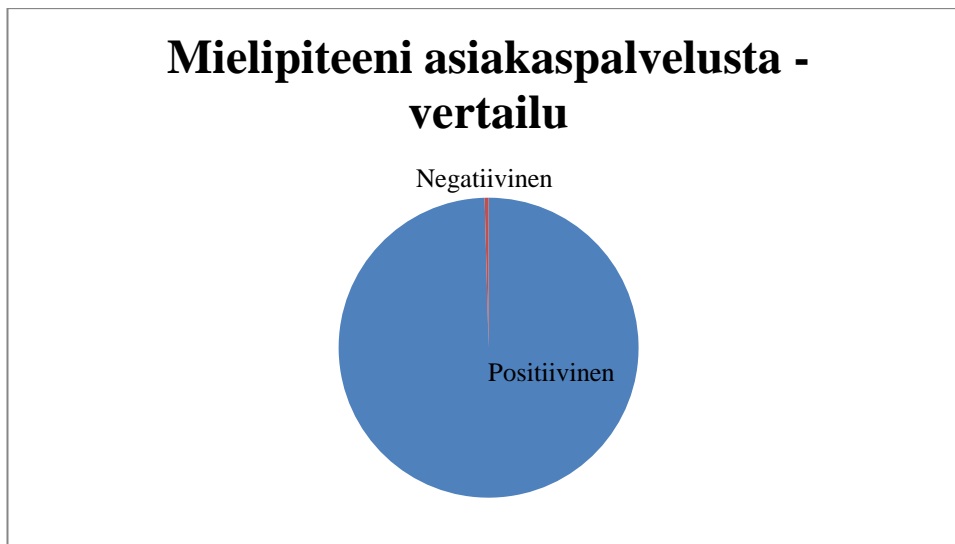 Mielipiteeni asiakaspalvelusta -
vertailu
Negatiivinen
Positiivinen